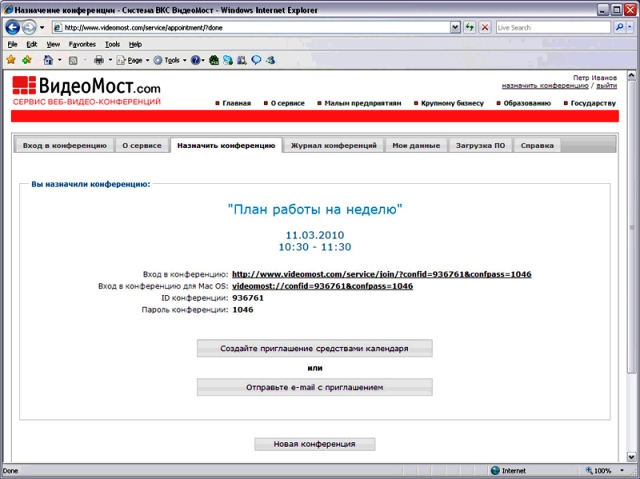 Назначение конференции - Система ВКС ВидеоМост - Windows Internet Explorer
http://www.videomost.com/service/appointment/?done
Live Search
File Edit View Favorites Tools Help
Page Tools
ВидеоМост.com
СЕРВИС ВЕБ-ВИДЕО-КОНФЕРЕНЦИЙ
Петр Иванов
назначить конференцию / выйти
Главная О сервисе Малым предприятиям Крупному бизнесу Образованию Государству
Вход в конференцию О сервисе Назначить конференцию Журнал конференций Мои данные Загрузка ПО Справка
Вы назначили конференцию:
"План работы на неделю"
11.03.2010
10:30 - 11:30
Вход в конференцию: http://www.videomost.com/service/join/?confid=936761&confpass=1046
Вход в конференцию для Mac OS: videomost://confid=936761&confpass=1046
ID конференции: 936761
Пароль конференции: 1046
Создайте приглашение средствами календаря
или
Отправьте e-mail с приглашением
Новая конференция
Done Internet 100%